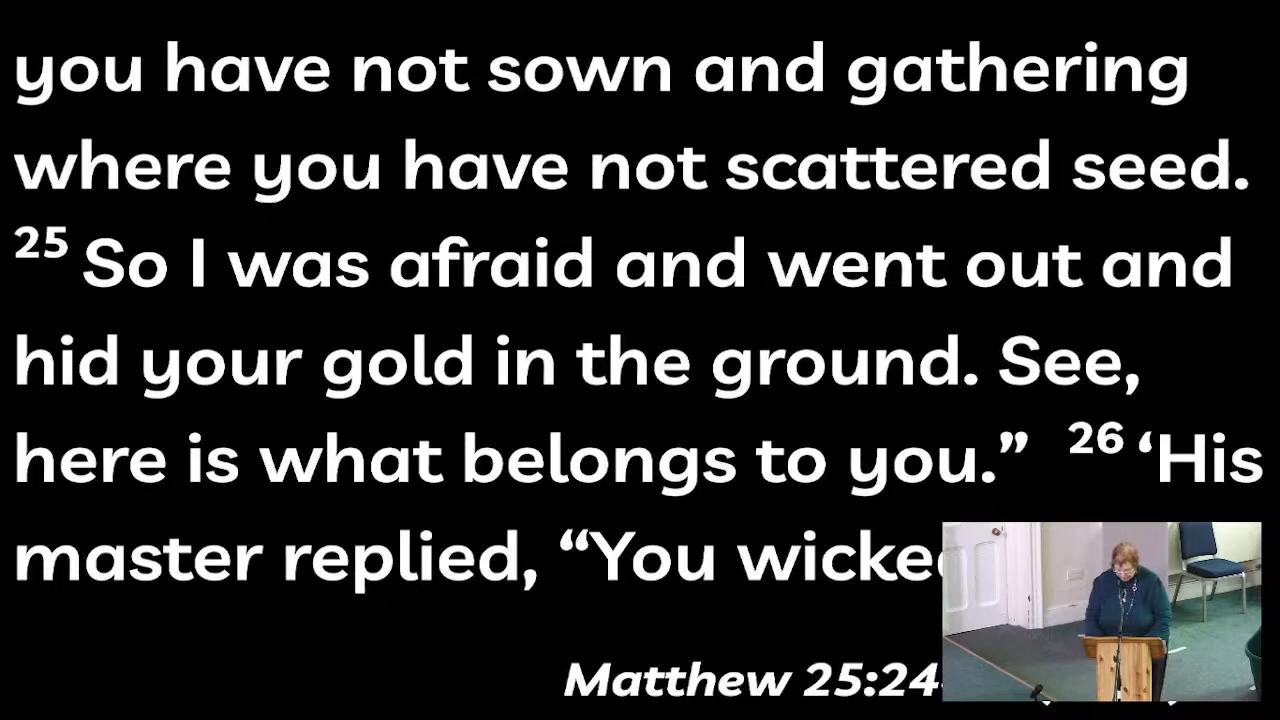 you have not sown and gathering
where you have not scattered seed.
25 So I was afraid and went out and
hid your gold in the ground. See,
here is what belongs to you.” 26 ‘His
master replied, “You wicked
Matthew 25:24